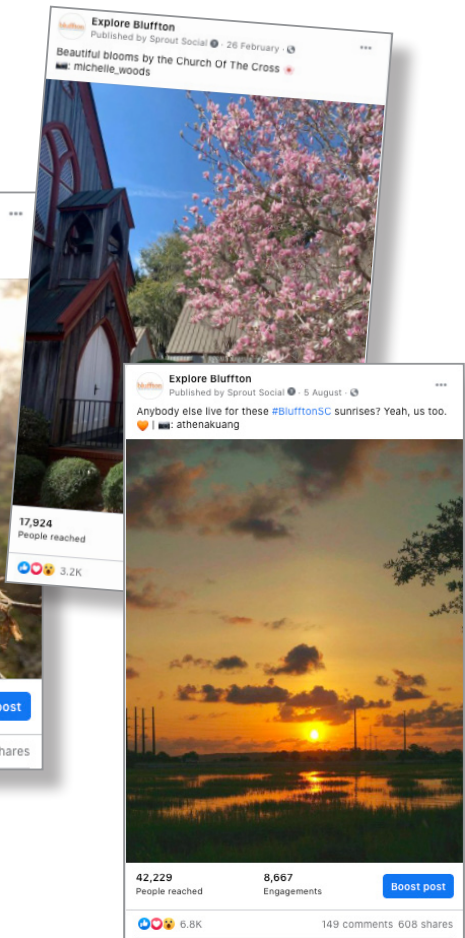 Explore Bluffton
Published by Sprout Social · 26 February ·
Beautiful blooms by the Church Of The Cross 🌸
📷: michelle_woods
17,924
People reached
3.2K
ost
hares
bluffton
Explore Bluffton
Published by Sprout Social · 5 August ·
Anybody else live for these #BlufftonSC sunrises? Yeah, us too.
🧡 | 📷: athenakuang
42,229
People reached
8,667
Engagements
Boost post
6.8K
149 comments 608 shares